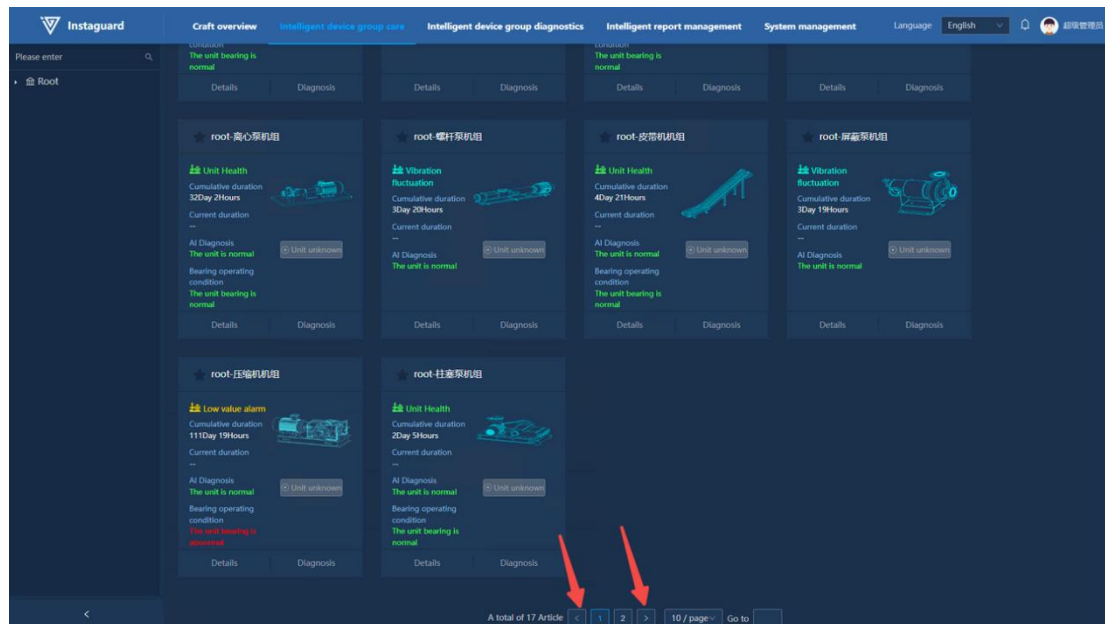 Instaguard
Craft overview
Intelligent device group care
Intelligent device group diagnostics
Intelligent report management
System management
Language
English
超级管理员
Please enter
Root
condition
The unit bearing is
normal
condition
The unit bearing is
normal
Details Diagnosis
Details Diagnosis
Details Diagnosis
Details Diagnosis
root-离心泵机组
Unit Health
Cumulative duration
32Day 2Hours
Current duration
--
AI Diagnosis
The unit is normal
Unit unknown
Bearing operating
condition
The unit bearing is
normal
Details Diagnosis
root-螺杆泵机组
Vibration
fluctuation
Cumulative duration
3Day 20Hours
Current duration
--
AI Diagnosis
The unit is normal
Unit unknown
Details Diagnosis
root-皮带机机组
Unit Health
Cumulative duration
4Day 21Hours
Current duration
--
AI Diagnosis
The unit is normal
Unit unknown
Bearing operating
condition
The unit bearing is
normal
Details Diagnosis
root-屏蔽泵机组
Vibration
fluctuation
Cumulative duration
3Day 19Hours
Current duration
--
AI Diagnosis
The unit is normal
Unit unknown
Details Diagnosis
root-压缩机机组
Low value alarm
Cumulative duration
111Day 19Hours
Current duration
--
AI Diagnosis
The unit is normal
Unit unknown
Bearing operating
condition
The unit bearing is
abnormal
Details Diagnosis
root-柱塞泵机组
Unit Health
Cumulative duration
2Day 5Hours
Current duration
--
AI Diagnosis
The unit is normal
Unit unknown
Bearing operating
condition
The unit bearing is
normal
Details Diagnosis
A total of 17 Article < 1 2 > 10 / page Go to
<